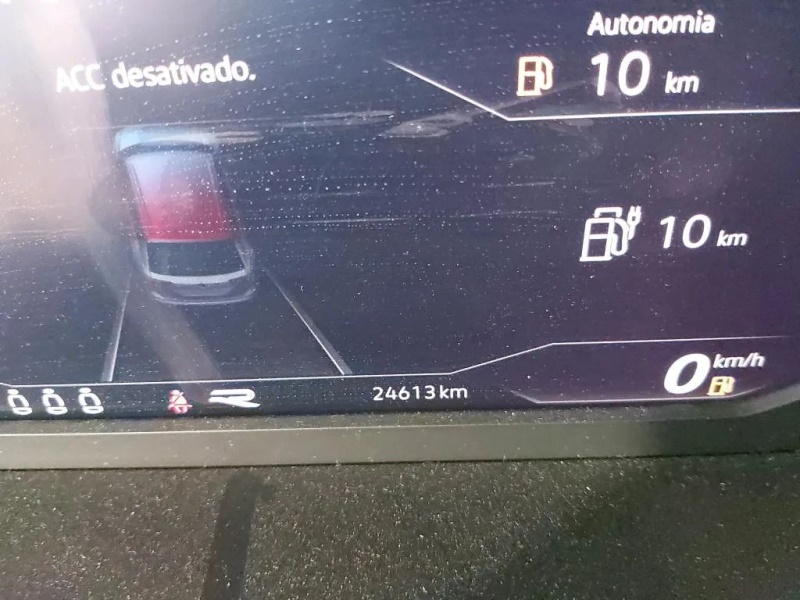 Autonomia
ACC desativado.
10 km
10 km
0 km/h
24613 km